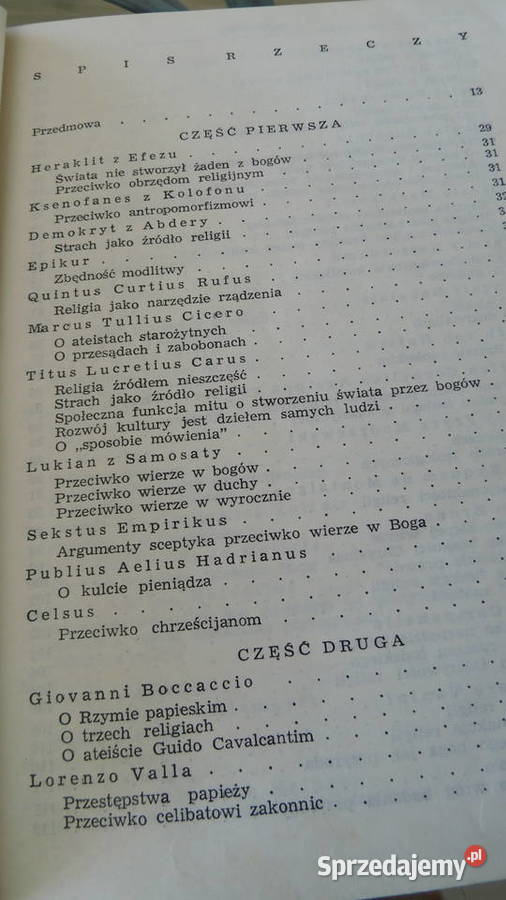 SPIS RZECZY
Przedmowa . . . . . . . . . . . . 13
CZĘŚĆ PIERWSZA
Heraklit z Efezu . . . . . . . . . . 29
Świata nie stworzył żaden z bogów . . . . . 31
Przeciwko obrzędom religijnym . . . . . . 31
Ksenofanes z Kolofonu . . . . . . . 31
Przeciwko antropomorfizmowi . . . . . . 31
Demokryt z Abdery . . . . . . . . 32
Strach jako źródło religii . . . . . . .
Epikur . . . . . . . . . . . .
Zbędność modlitwy . . . . . . . .
Quintus Curtius Rufus . . . . . .
Religia jako narzędzie rządzenia . . . . .
Marcus Tullius Cicero . . . . . .
O ateistach starożytnych . . . . . . .
O przesądach i zabobonach . . . . . .
Titus Lucretius Carus . . . . . .
Religia źródłem nieszczęść . . . . . .
Strach jako źródło religii . . . . . .
Społeczna funkcja mitu o stworzeniu świata przez bogów .
Rozwój kultury jest dziełem samych ludzi . . .
O „sposobie mówienia” . . . . . . .
Lukian z Samosaty . . . . . . .
Przeciwko wierze w bogów . . . . . .
Przeciwko wierze w duchy . . . . . .
Przeciwko wierze w wyrocznie . . . . .
Sekstus Empirikus . . . . . . .
Argumenty sceptyka przeciwko wierze w Boga . .
Publius Aelius Hadrianus . . . . .
O kulcie pieniądza . . . . . . . .
Celsus . . . . . . . . . . .
Przeciwko chrześcijanom . . . . . .
CZĘŚĆ DRUGA
Giovanni Boccaccio . . . . . .
O Rzymie papieskim . . . . . . .
O trzech religiach . . . . . . .
O ateiście Guido Cavalcantim . . . . .
Lorenzo Valla . . . . . . . .
Przestępstwa papieży . . . . . .
Przeciwko celibatowi zakonnic . . . .
Sprzedajemy.pl